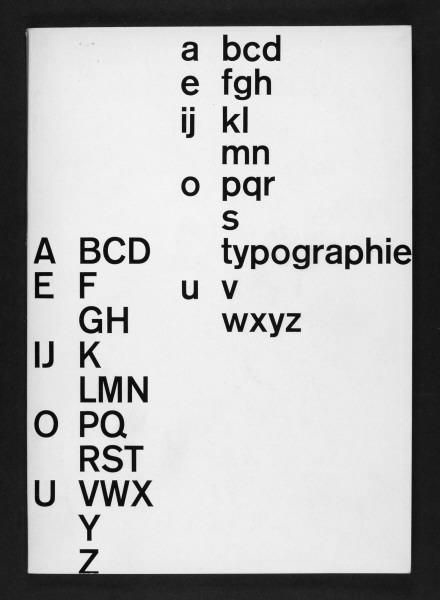 a bcd
e fgh
ij kl
mn
o pqr
s
typographie
u v
wxyz
A BCD
E F
GH
IJ K
LMN
O PQ
RST
U VWX
Y
Z